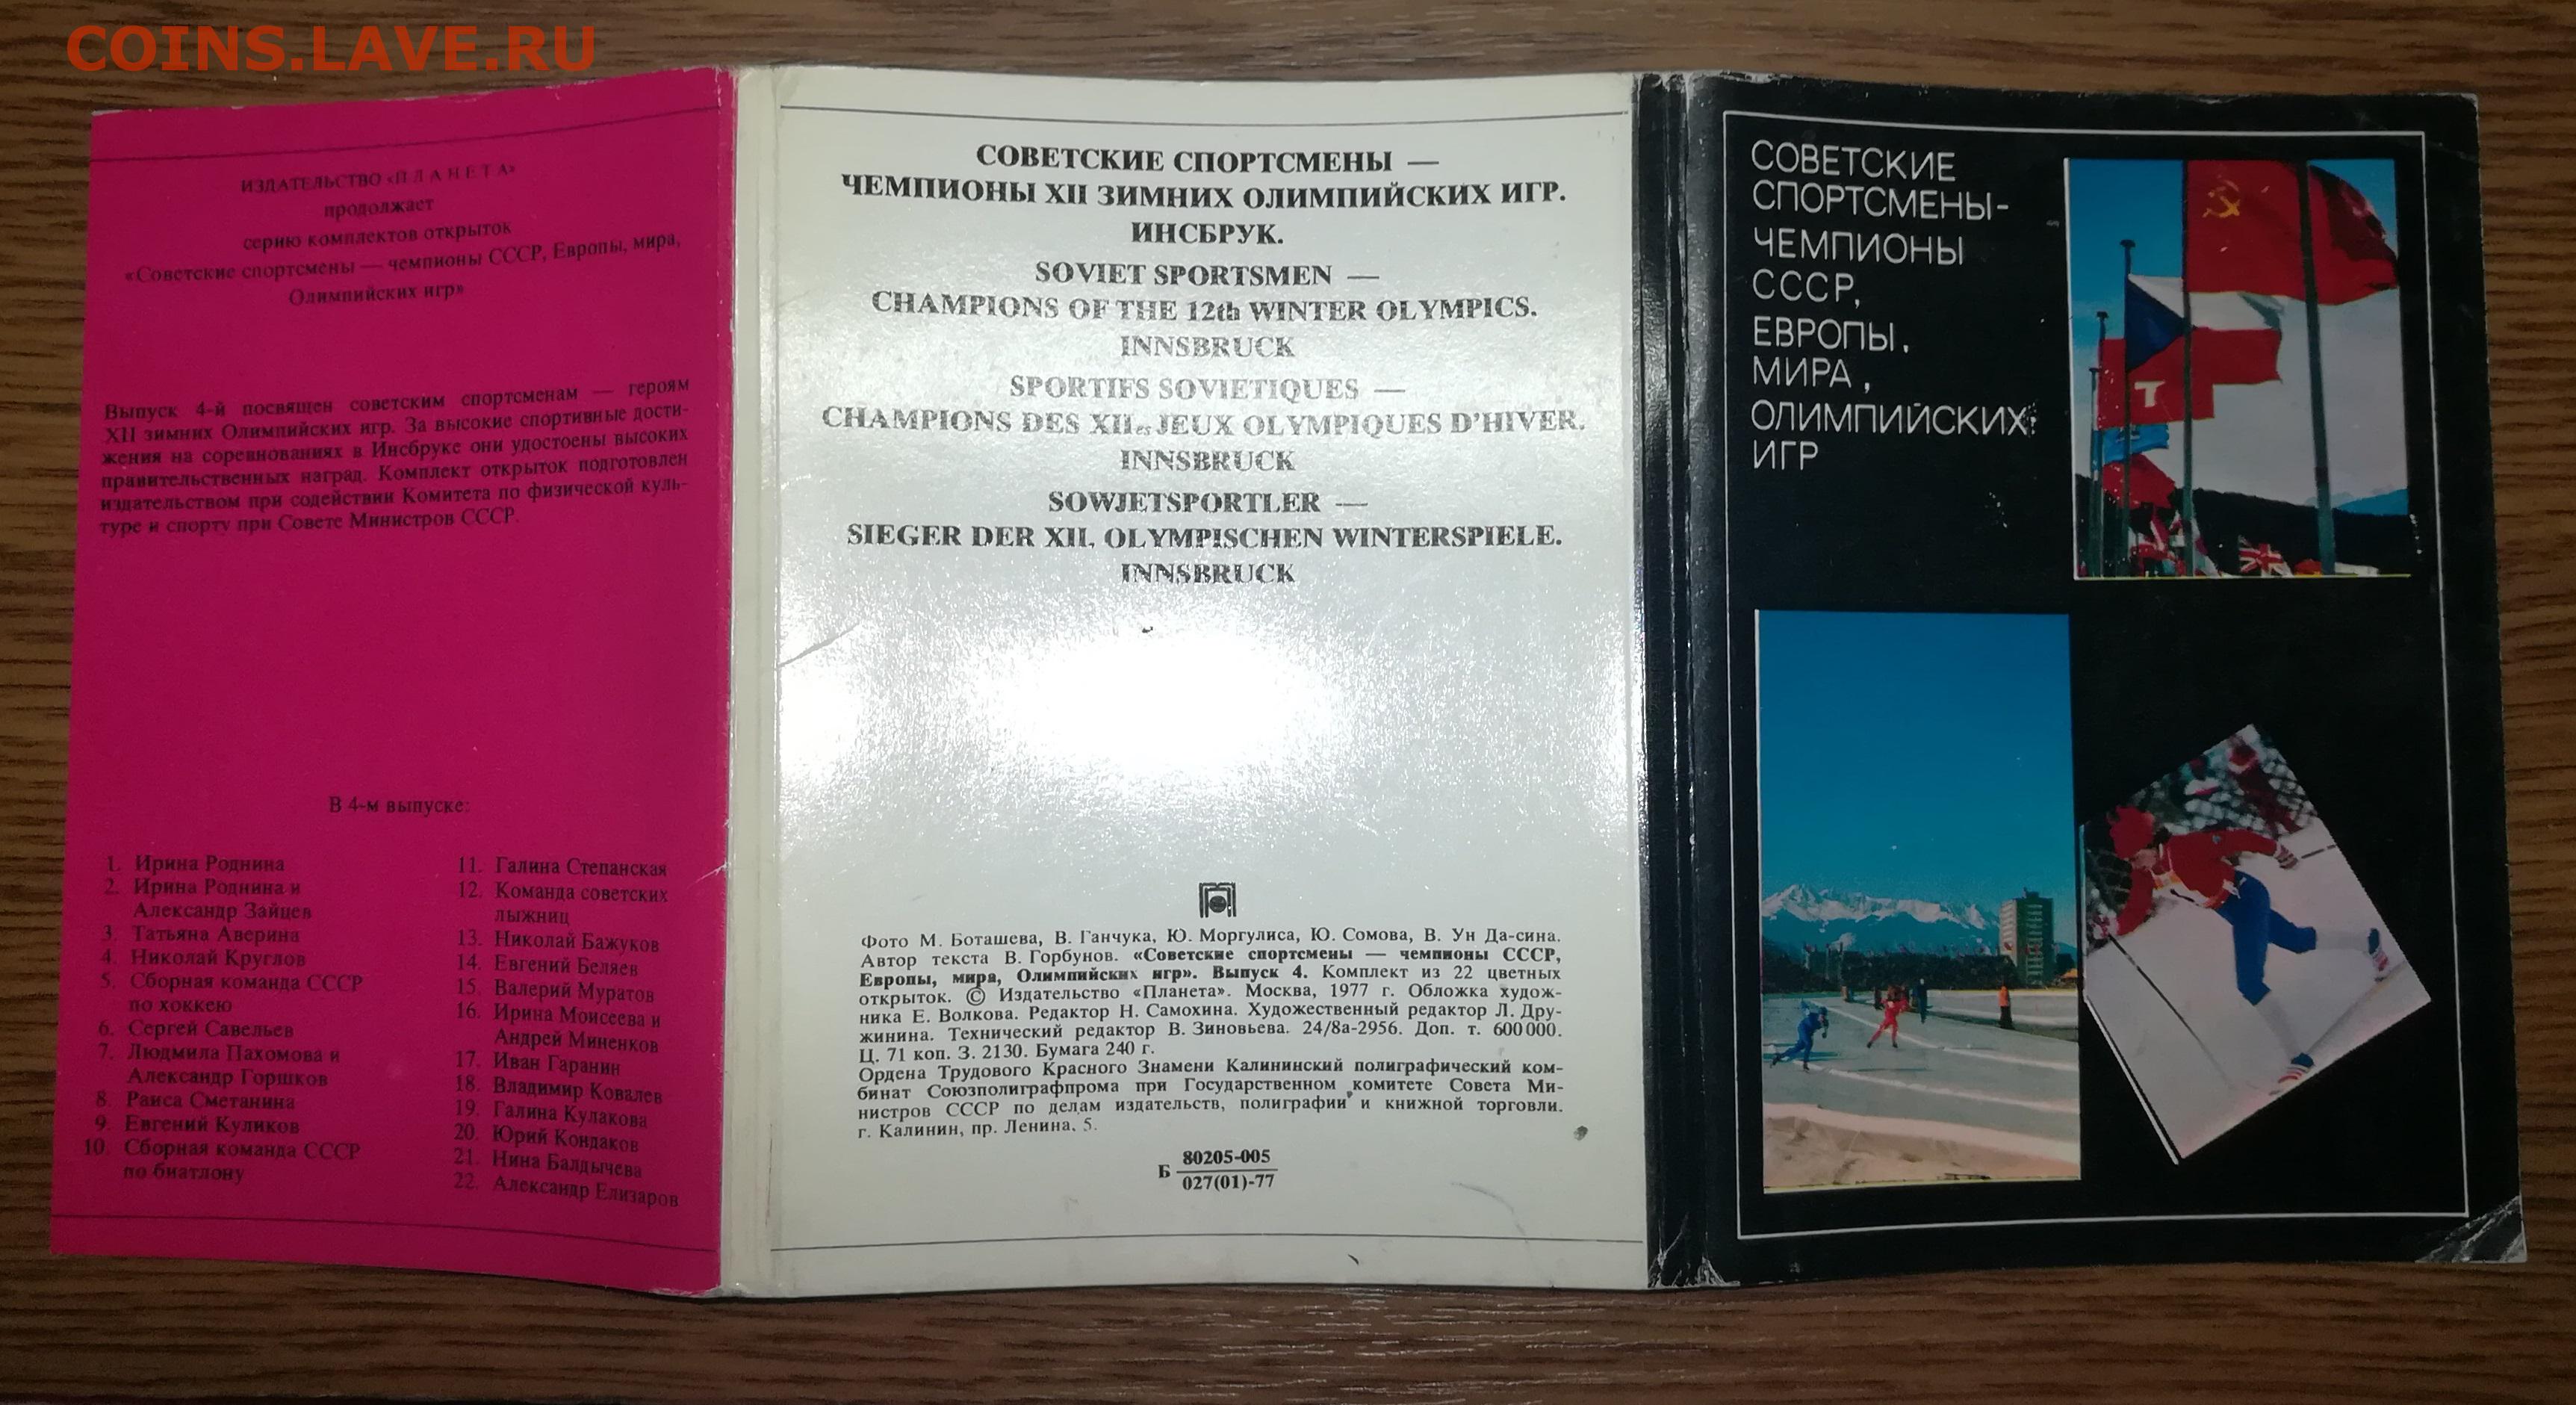 COINS.LAVE.RU
ИЗДАТЕЛЬСТВО «ПЛАНЕТА»
продолжает
серию комплектов открыток
«Советские спортсмены — чемпионы СССР, Европы, мира,
Олимпийских игр»
Выпуск 4-й посвящен советским спортсменам — героям
XII зимних Олимпийских игр. За высокие спортивные дости-
жения на соревнованиях в Инсбруке они удостоены высоких
правительственных наград. Комплект открыток подготовлен
издательством при содействии Комитета по физической куль-
туре и спорту при Совете Министров СССР.
В 4-м выпуске:
1. Ирина Роднина
2. Ирина Роднина и
Александр Зайцев
3. Татьяна Аверина
4. Николай Круглов
5. Сборная команда СССР
по хоккею
6. Сергей Савельев
7. Людмила Пахомова и
Александр Горшков
8. Раиса Сметанина
9. Евгений Куликов
10. Сборная команда СССР
по биатлону
11. Галина Степанская
12. Команда советских
лыжниц
13. Николай Бажуков
14. Евгений Беляев
15. Валерий Муратов
16. Ирина Моисеева и
Андрей Миненков
17. Иван Гаранин
18. Владимир Ковалев
19. Галина Кулакова
20. Юрий Кондаков
21. Нина Балдычева
22. Александр Елизаров
СОВЕТСКИЕ СПОРТСМЕНЫ —
ЧЕМПИОНЫ XII ЗИМНИХ ОЛИМПИЙСКИХ ИГР.
ИНСБРУК.
SOVIET SPORTSMEN —
CHAMPIONS OF THE 12th WINTER OLYMPICS.
INNSBRUCK
SPORTIFS SOVIETIQUES —
CHAMPIONS DES XIIes JEUX OLYMPIQUES D'HIVER.
INNSBRUCK
SOWJETSPORTLER —
SIEGER DER XII. OLYMPISCHEN WINTERSPIELE.
INNSBRUCK
Фото М. Боташева, В. Ганчука, Ю. Моргулиса, Ю. Сомова, В. Ун Да-сина.
Автор текста В. Горбунов. «Советские спортсмены — чемпионы СССР,
Европы, мира, Олимпийских игр». Выпуск 4. Комплект из 22 цветных
открыток. © Издательство «Планета». Москва, 1977 г. Обложка худож-
ника Е. Волкова. Редактор Н. Самохина. Художественный редактор Л. Дру-
жинина. Технический редактор В. Зиновьева. 24/8а-2956. Доп. т. 600 000.
Ц. 71 коп. З. 2130. Бумага 240 г.
Ордена Трудового Красного Знамени Калининский полиграфический ком-
бинат Союзполиграфпрома при Государственном комитете Совета Ми-
нистров СССР по делам издательств, полиграфии и книжной торговли.
г. Калинин, пр. Ленина, 5.
Б 80205-005
027(01)-77
СОВЕТСКИЕ
СПОРТСМЕНЫ-
ЧЕМПИОНЫ
СССР,
ЕВРОПЫ,
МИРА,
ОЛИМПИЙСКИХ
ИГР